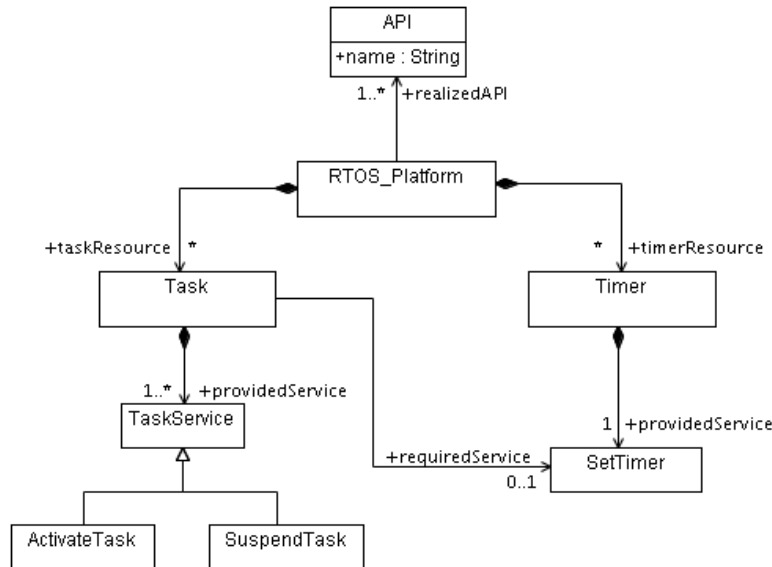 API
+name : String
1..* +realizedAPI
RTOS_Platform
+taskResource *
* +timerResource
Task
Timer
1..* +providedService
TaskService
1 +providedService
+requiredService
0..1
SetTimer
ActivateTask
SuspendTask